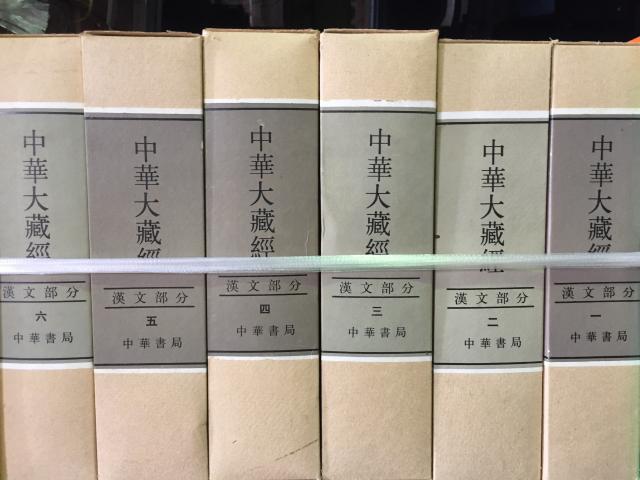 中華大藏經
漢文部分
一
中華書局
中華大藏經
漢文部分
二
中華書局
中華大藏經
漢文部分
三
中華書局
中華大藏經
漢文部分
四
中華書局
中華大藏經
漢文部分
五
中華書局
中華大藏經
漢文部分
六
中華書局